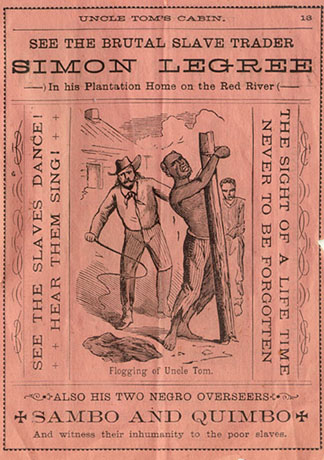 UNCLE TOM'S CABIN. 13
SEE THE BRUTAL SLAVE TRADER
SIMON LEGREE
In his Plantation Home on the Red River
SEE THE SLAVES DANCE!
HEAR THEM SING!
THE SIGHT OF A LIFE TIME
NEVER TO BE FORGOTTEN
Flogging of Uncle Tom.
ALSO HIS TWO NEGRO OVERSEERS
SAMBO AND QUIMBO
And witness their inhumanity to the poor slaves.